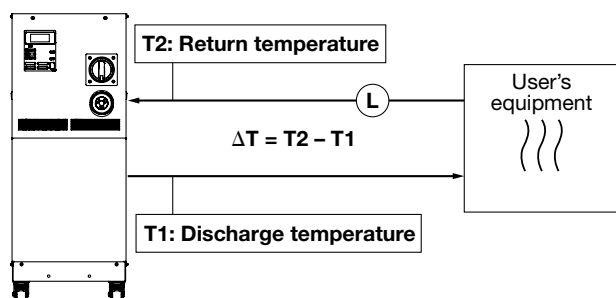 T2: Return temperature
L
User's
equipment
ΔT = T2 – T1
T1: Discharge temperature